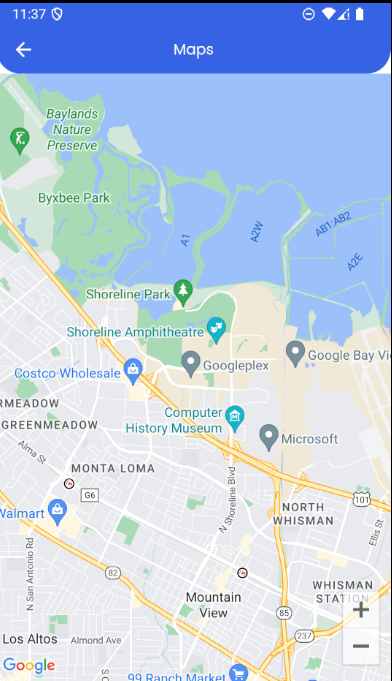 11:37
Maps
Baylands
Nature
Preserve
Byxbee Park
A1
A2W
AB1;AB2
A2E
Shoreline Park
Shoreline Amphitheatre
Googleplex
Google Bay Vi
Costco Wholesale
Computer
History Museum
Microsoft
RMEADOW
GREENMEADOW
Alma St
MONTA LOMA
G6
N Shoreline Blvd
101
Walmart
NORTH
WHISMAN
Ellis St
N San Antonio Rd
82
Mountain
View
WHISMAN
STATION
+
85
237
Los Altos
Almond Ave
−
Google
99 Ranch Market